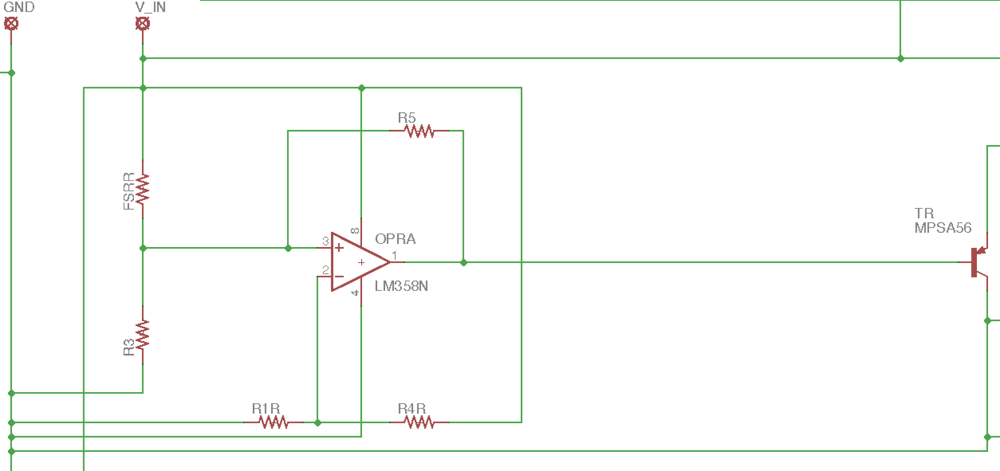 GND
V_IN
R5
FSRR
TR
MPSA56
8
OPRA
3
1
2
LM358N
4
R3
R1R
R4R